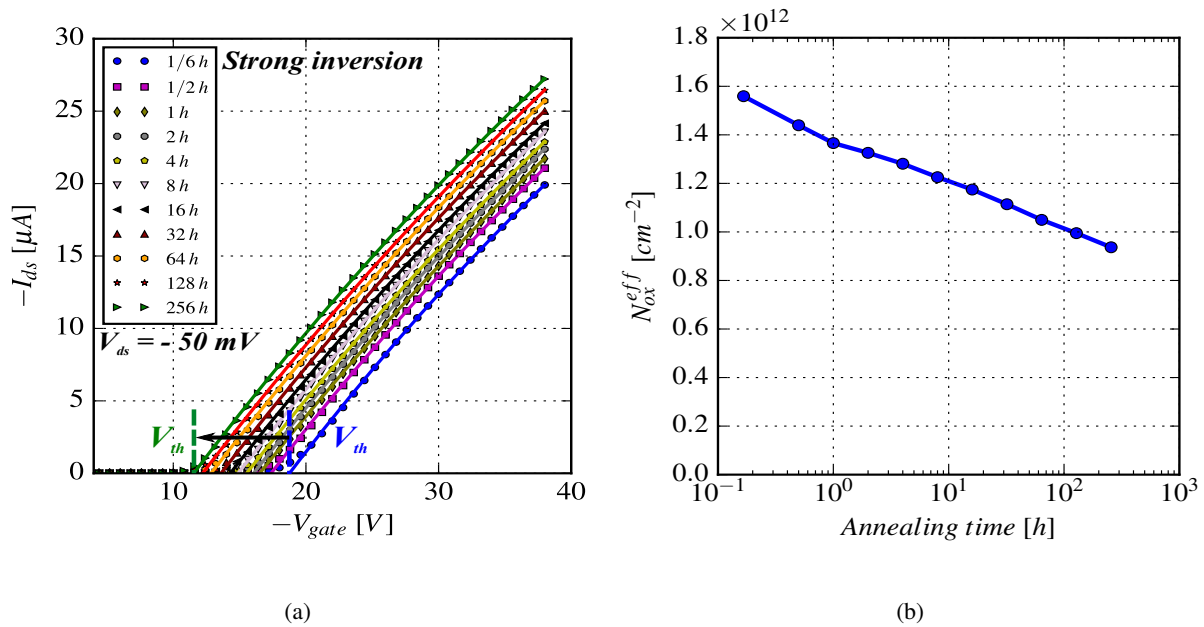 30
25
20
15
10
5
0
−I_ds [μA]
1/6 h
1/2 h
1 h
2 h
4 h
8 h
16 h
32 h
64 h
128 h
256 h
Strong inversion
V_ds = - 50 mV
V_th
V_th
10 20 30 40
−V_gate [V]
(a)
×10^12
1.8
1.6
1.4
1.2
1.0
0.8
0.6
0.4
0.2
0.0
N_ox^eff [cm^−2]
10^−1 10^0 10^1 10^2 10^3
Annealing time [h]
(b)